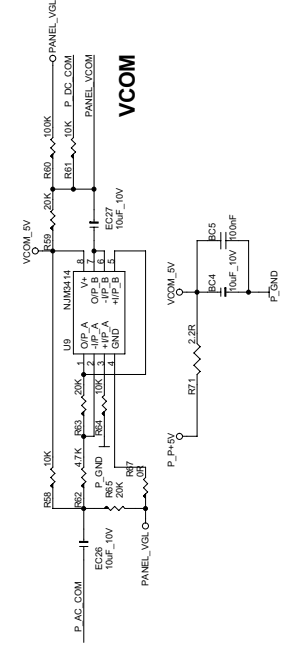 VCOM
P_AC_COM
EC26
10uF_10V
R58
10K
R62
4.7K
R63
20K
R64
10K
P_GND
R65
20K
R67
0R
PANEL_VGL
U9
NJM3414
1
2
3
4
O/P_A
-I/P_A
+I/P_A
GND
V+
O/P_B
-I/P_B
+I/P_B
8
7
6
5
VCOM_5V
R59
20K
R60
100K
R61
10K
PANEL_VGL
P_DC_COM
PANEL_VCOM
EC27
10uF_10V
P_P+5V
R71
2.2R
VCOM_5V
BC4
10uF_10V
BC5
100nF
P_GND